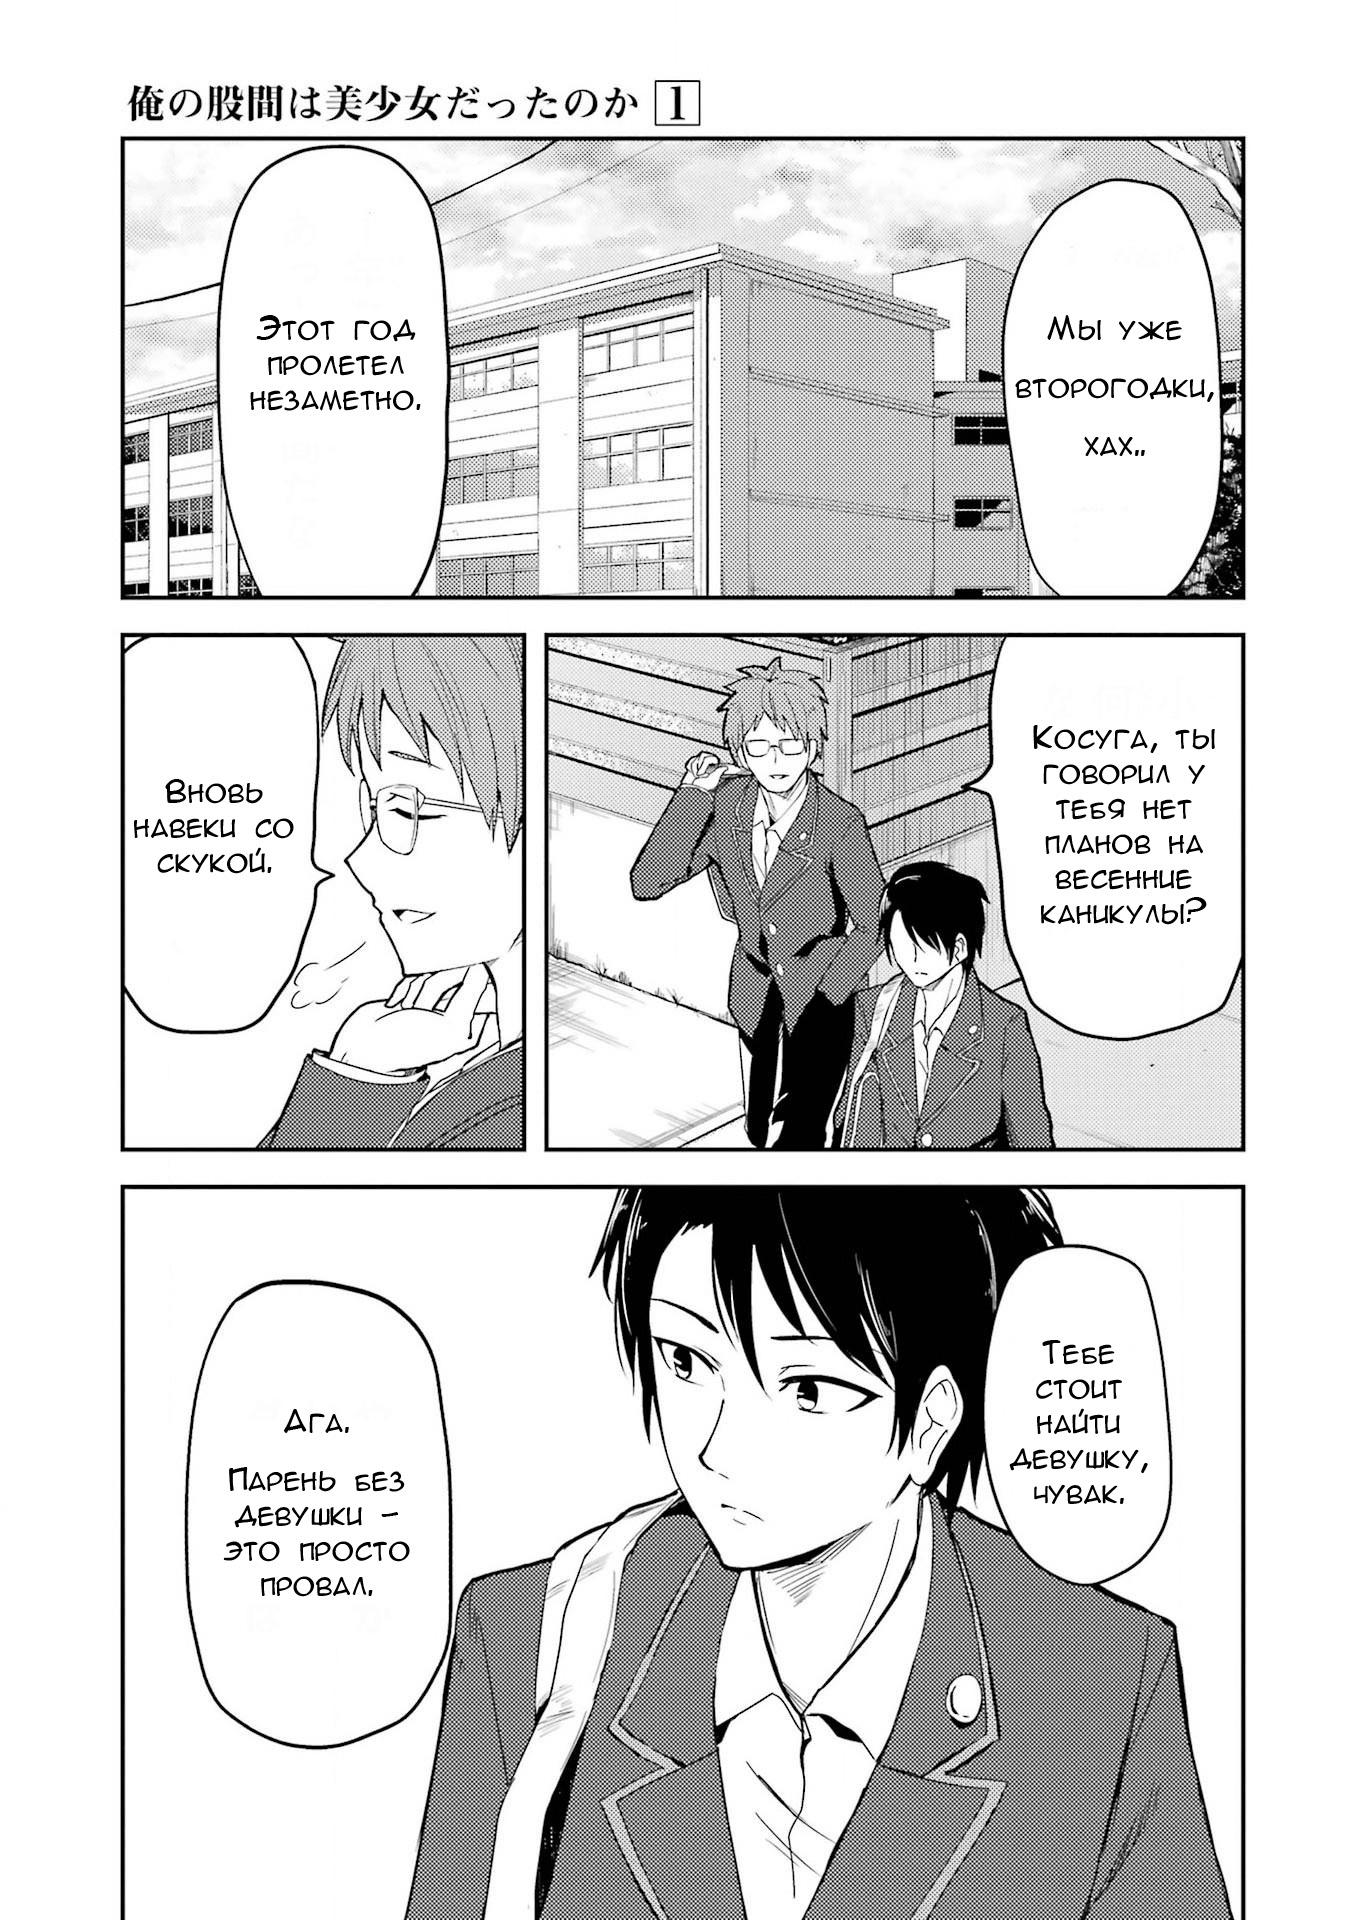 俺の股間は美少女だったのか 1
Мы уже
второгодки,
хах..
Этот год
пролетел
незаметно.
Косуга, ты
говорил у
тебя нет
планов на
весенние
каникулы?
Вновь
навеки со
скукой.
Тебе
стоит
найти
девушку,
чувак.
Ага.
Парень без
девушки –
это просто
провал.